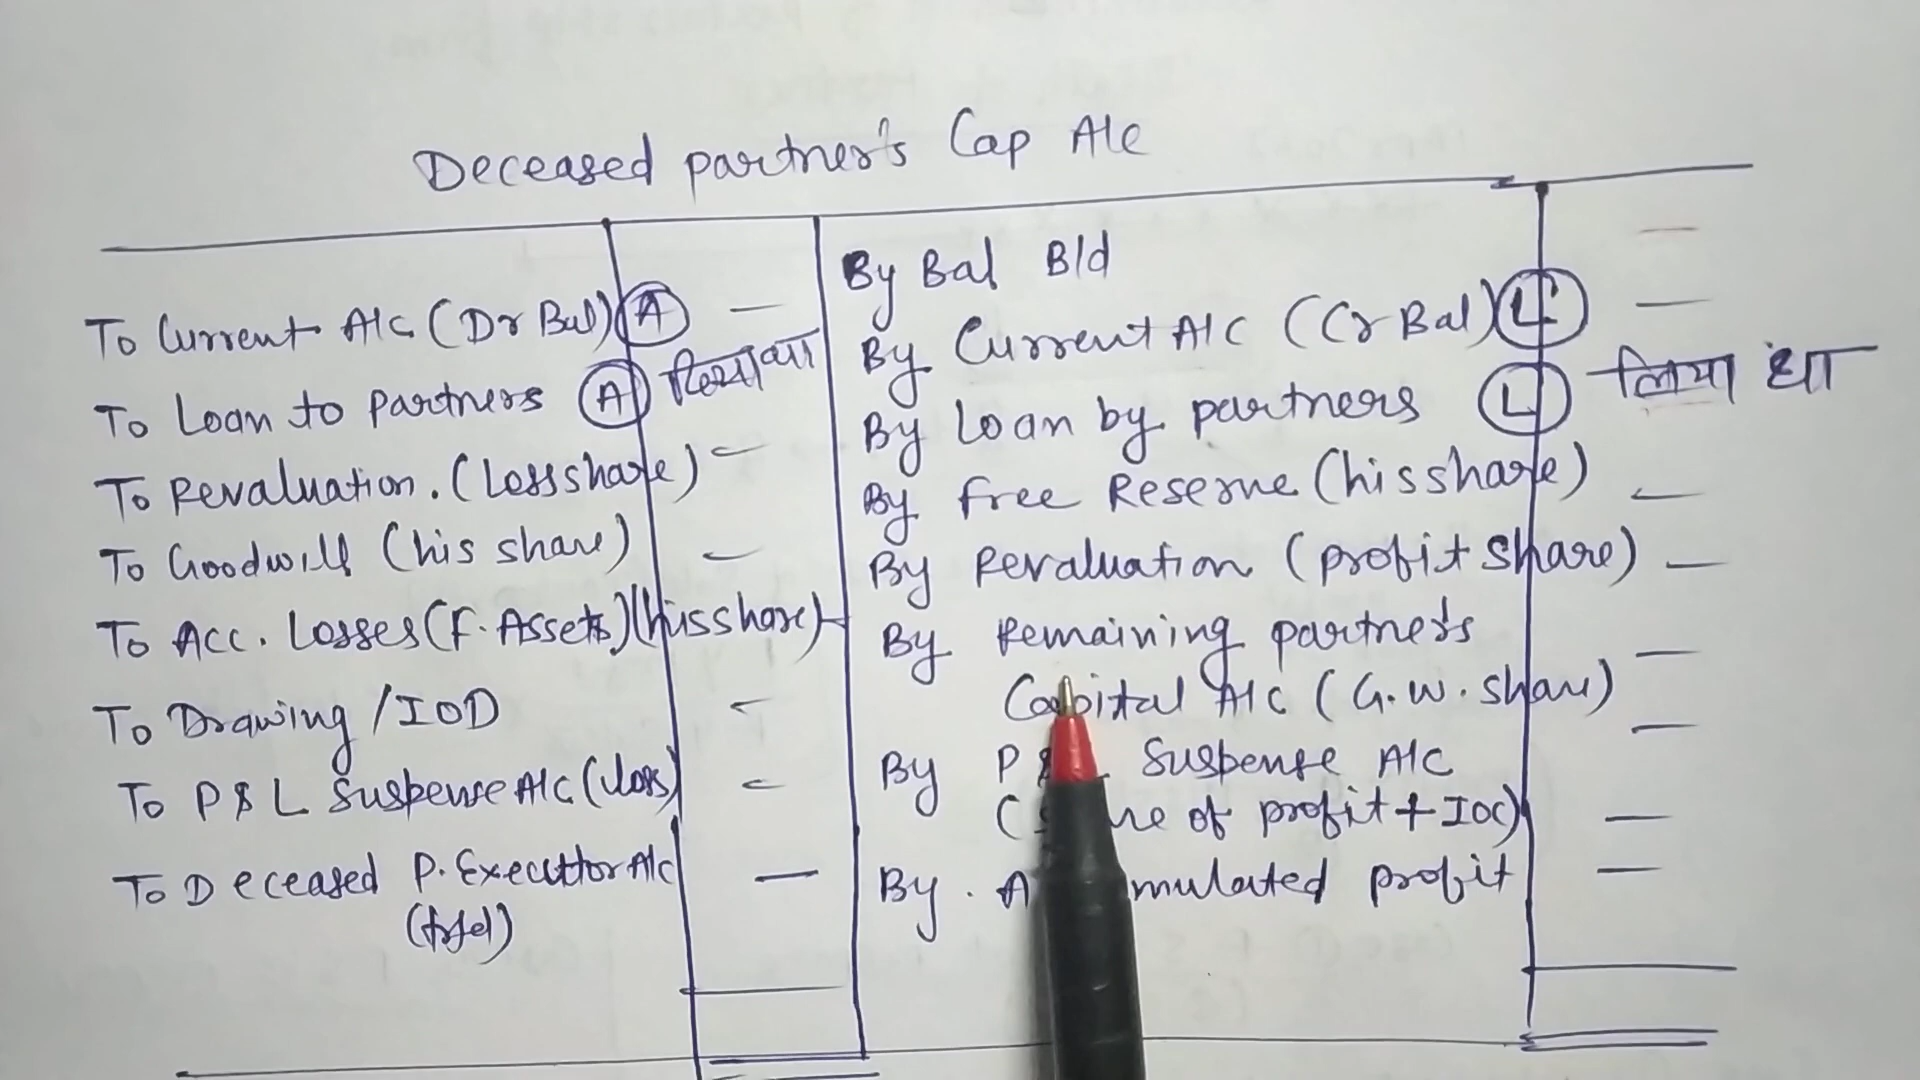 Deceased partner's Cap A/c
To Current A/c (Dr Bal) A
To Loan to partners A दिया था
To Revaluation. (Loss share)
To Goodwill (his share)
To Acc. Losses (F. Assets) (his share)
To Drawing / IOD
To P & L Suspense A/c (loss)
To Deceased P. Executtor A/c
(trfd)
By Bal B/d
By Current A/c (Cr Bal) L
By Loan by partners L लिया था
By Free Reserve (his share)
By Revaluation (profit share)
By Remaining partner's
Capital A/c (G.W. share)
By P Suspense A/c
of profit + IOC)
By. profit